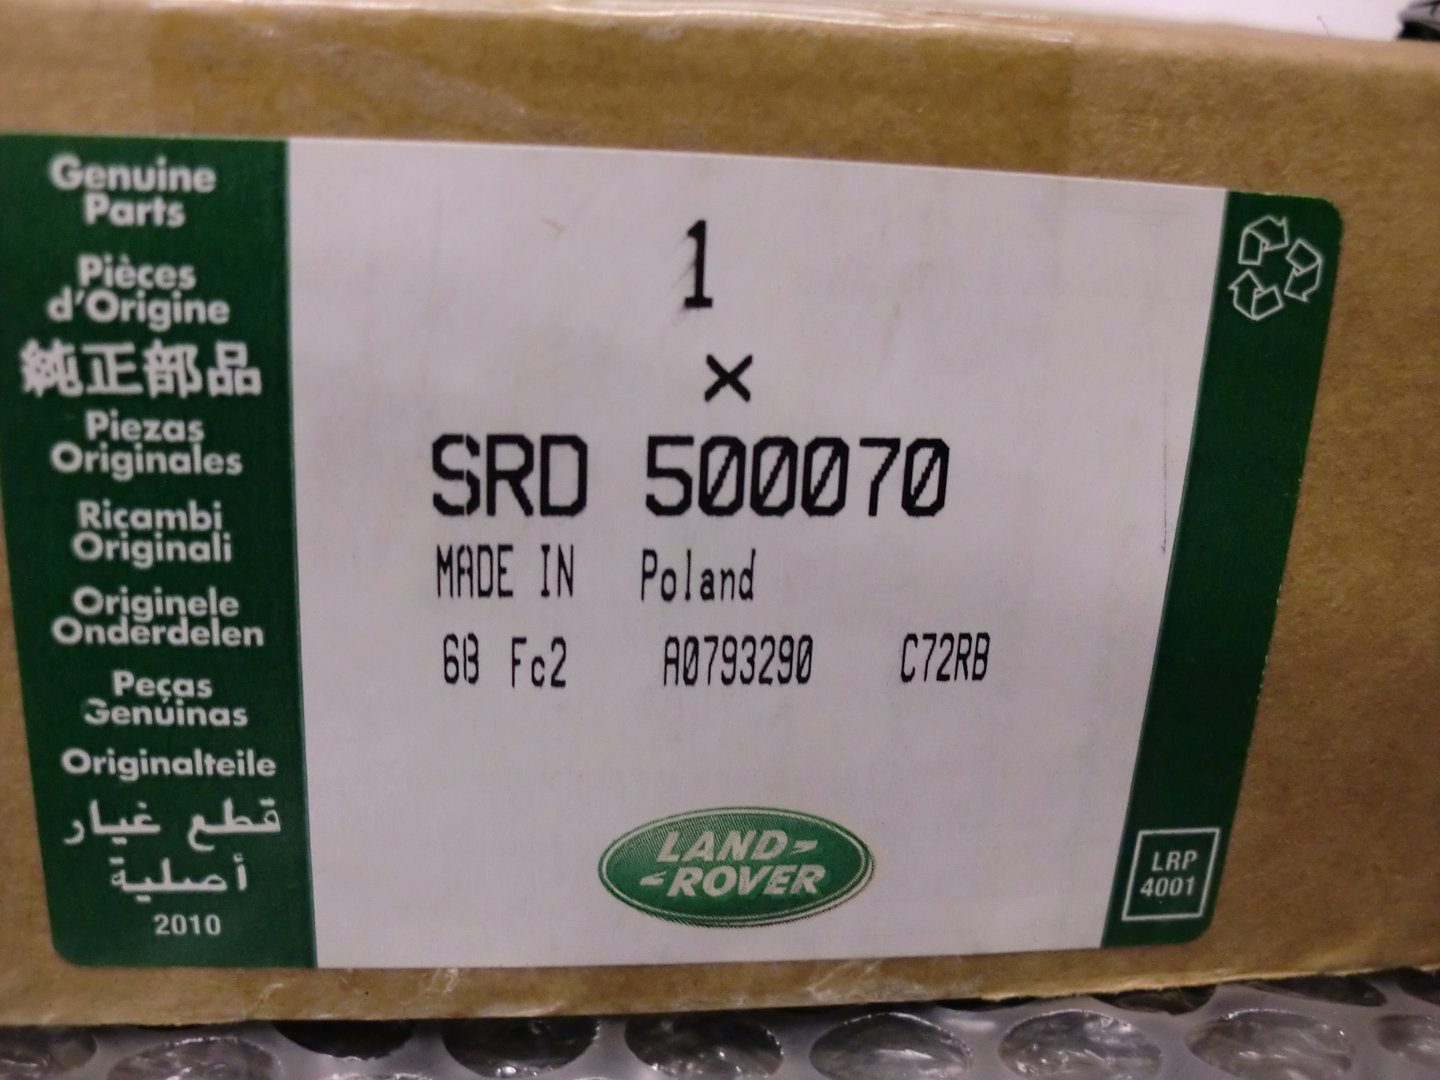 Genuine
Parts
Pièces
d'Origine
純正部品
Piezas
Originales
Ricambi
Originali
Originele
Onderdelen
Peças
Genuinas
Originalteile
قطع غيار
أصلية
2010
1
×
SRD 500070
MADE IN Poland
6B Fc2 A0793290 C72RB
LAND-
-ROVER
LRP
4001